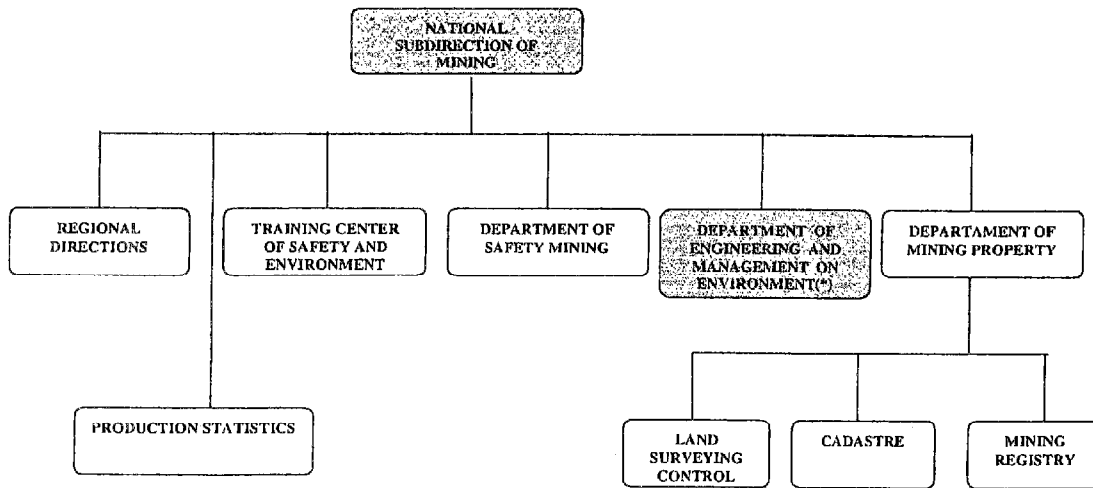 NATIONAL
SUBDIRECTION OF
MINING
REGIONAL
DIRECTIONS
TRAINING CENTER
OF SAFETY AND
ENVIRONMENT
DEPARTMENT OF
SAFETY MINING
DEPARTMENT OF
ENGINEERING AND
MANAGEMENT ON
ENVIRONMENT(*)
DEPARTAMENT OF
MINING PROPERTY
PRODUCTION STATISTICS
LAND
SURVEYING
CONTROL
CADASTRE
MINING
REGISTRY